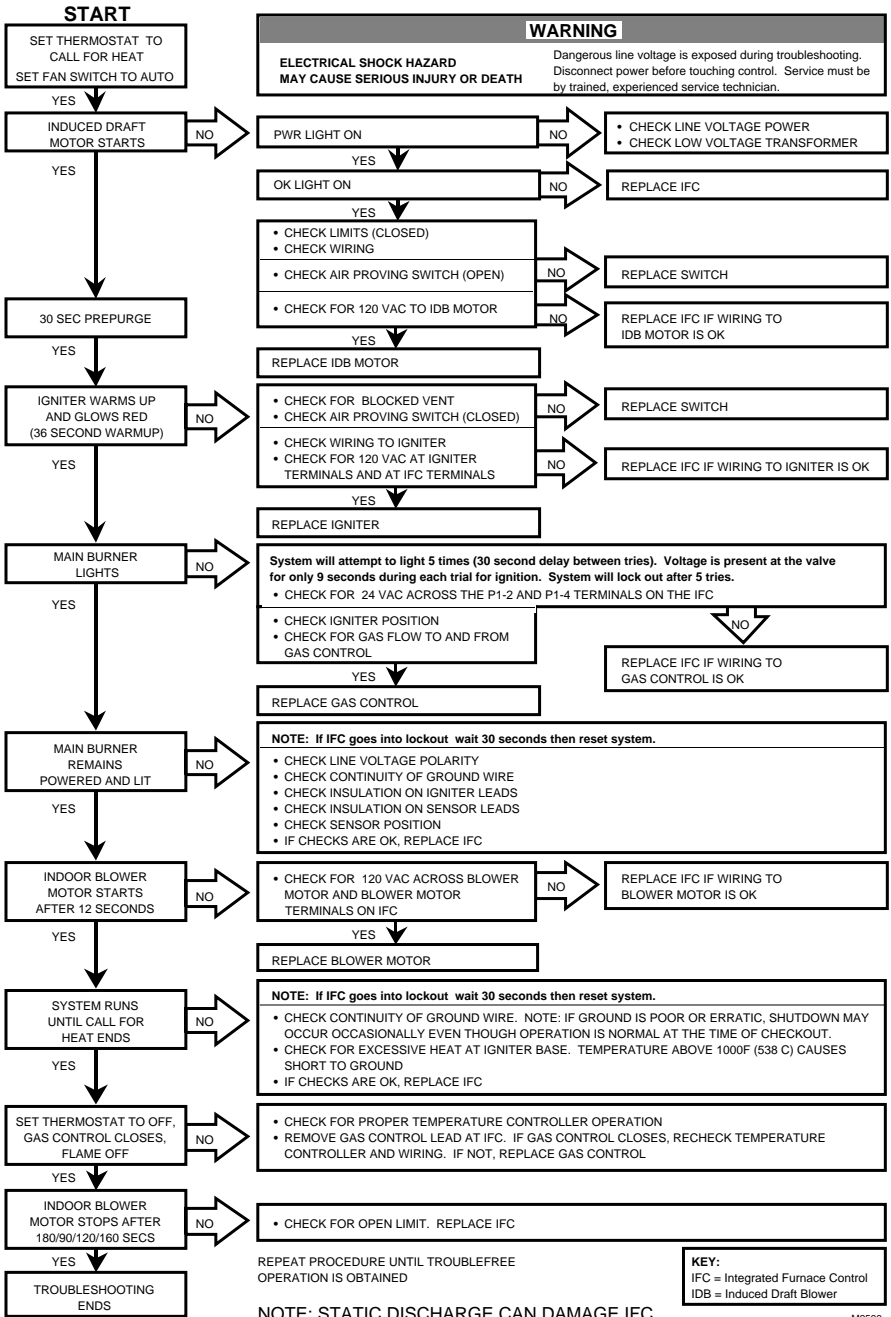 START
SET THERMOSTAT TO
CALL FOR HEAT
SET FAN SWITCH TO AUTO
WARNING
ELECTRICAL SHOCK HAZARD
MAY CAUSE SERIOUS INJURY OR DEATH
Dangerous line voltage is exposed during troubleshooting.
Disconnect power before touching control. Service must be
by trained, experienced service technician.
YES
INDUCED DRAFT
MOTOR STARTS
NO
PWR LIGHT ON
NO
• CHECK LINE VOLTAGE POWER
• CHECK LOW VOLTAGE TRANSFORMER
YES
YES
OK LIGHT ON
NO
REPLACE IFC
YES
• CHECK LIMITS (CLOSED)
• CHECK WIRING
• CHECK AIR PROVING SWITCH (OPEN)
NO
REPLACE SWITCH
• CHECK FOR 120 VAC TO IDB MOTOR
NO
REPLACE IFC IF WIRING TO
IDB MOTOR IS OK
30 SEC PREPURGE
YES
REPLACE IDB MOTOR
YES
IGNITER WARMS UP
AND GLOWS RED
(36 SECOND WARMUP)
NO
• CHECK FOR BLOCKED VENT
• CHECK AIR PROVING SWITCH (CLOSED)
NO
REPLACE SWITCH
• CHECK WIRING TO IGNITER
• CHECK FOR 120 VAC AT IGNITER
TERMINALS AND AT IFC TERMINALS
NO
REPLACE IFC IF WIRING TO IGNITER IS OK
YES
YES
REPLACE IGNITER
MAIN BURNER
LIGHTS
NO
System will attempt to light 5 times (30 second delay between tries). Voltage is present at the valve
for only 9 seconds during each trial for ignition. System will lock out after 5 tries.
• CHECK FOR 24 VAC ACROSS THE P1-2 AND P1-4 TERMINALS ON THE IFC
YES
• CHECK IGNITER POSITION
• CHECK FOR GAS FLOW TO AND FROM
GAS CONTROL
NO
REPLACE IFC IF WIRING TO
GAS CONTROL IS OK
YES
REPLACE GAS CONTROL
MAIN BURNER
REMAINS
POWERED AND LIT
NO
NOTE: If IFC goes into lockout wait 30 seconds then reset system.
• CHECK LINE VOLTAGE POLARITY
• CHECK CONTINUITY OF GROUND WIRE
• CHECK INSULATION ON IGNITER LEADS
• CHECK INSULATION ON SENSOR LEADS
• CHECK SENSOR POSITION
• IF CHECKS ARE OK, REPLACE IFC
YES
INDOOR BLOWER
MOTOR STARTS
AFTER 12 SECONDS
NO
• CHECK FOR 120 VAC ACROSS BLOWER
MOTOR AND BLOWER MOTOR
TERMINALS ON IFC
NO
REPLACE IFC IF WIRING TO
BLOWER MOTOR IS OK
YES
YES
REPLACE BLOWER MOTOR
SYSTEM RUNS
UNTIL CALL FOR
HEAT ENDS
NO
NOTE: If IFC goes into lockout wait 30 seconds then reset system.
• CHECK CONTINUITY OF GROUND WIRE. NOTE: IF GROUND IS POOR OR ERRATIC, SHUTDOWN MAY
OCCUR OCCASIONALLY EVEN THOUGH OPERATION IS NORMAL AT THE TIME OF CHECKOUT.
• CHECK FOR EXCESSIVE HEAT AT IGNITER BASE. TEMPERATURE ABOVE 1000F (538 C) CAUSES
SHORT TO GROUND
• IF CHECKS ARE OK, REPLACE IFC
YES
SET THERMOSTAT TO OFF,
GAS CONTROL CLOSES,
FLAME OFF
NO
• CHECK FOR PROPER TEMPERATURE CONTROLLER OPERATION
• REMOVE GAS CONTROL LEAD AT IFC. IF GAS CONTROL CLOSES, RECHECK TEMPERATURE
CONTROLLER AND WIRING. IF NOT, REPLACE GAS CONTROL
YES
INDOOR BLOWER
MOTOR STOPS AFTER
180/90/120/160 SECS
NO
• CHECK FOR OPEN LIMIT. REPLACE IFC
YES
TROUBLESHOOTING
ENDS
REPEAT PROCEDURE UNTIL TROUBLEFREE
OPERATION IS OBTAINED
KEY:
IFC = Integrated Furnace Control
IDB = Induced Draft Blower
NOTE: STATIC DISCHARGE CAN DAMAGE IFC